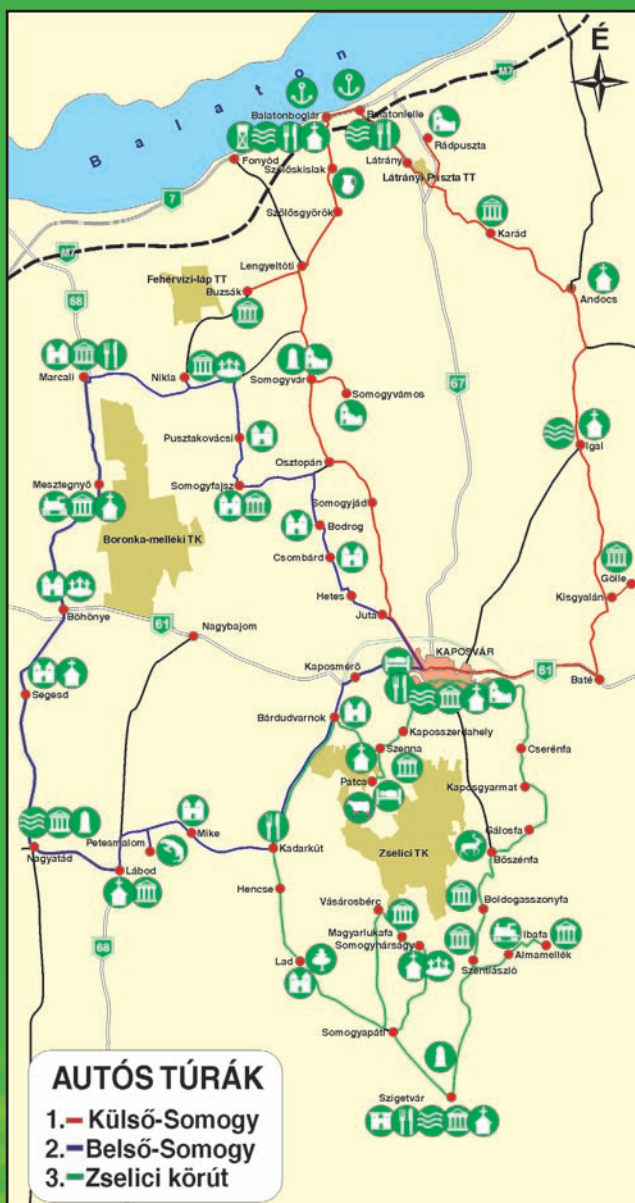 É
M7
B a l a t o n
Balatonboglár
Balatonlelle
Rádpuszta
Fonyód
Szőlőskislak
Látrány
Látrányi Puszta TT
7
Szőlősgyörök
Karád
M7
Lengyeltóti
Fehérvízi-láp TT
Buzsák
Andocs
68
Marcali
Nikla
Somogyvár
Somogyvámos
67
Pusztakovácsi
Igal
Osztopán
Mesztegnyő
Somogyfajsz
Somogyjád
Boronka-melléki TK
Bodrog
Csombárd
Gölle
Kisgyalán
Hetes
Böhönye
61
Juta
Nagybajom
KAPOSVÁR
61
Baté
Kaposmérő
Segesd
Bárdudvarnok
Kaposszerdahely
Szenna
Cserénfa
Patca
Kaposgyarmat
Zselici TK
Gálosfa
Mike
Petesmalom
Nagyatád
Kadarkút
Bőszénfa
Lábod
Hencse
Vásárosbérc
Boldogasszonyfa
Magyarlukafa
Somogyhárságy
Ibafa
68
Almamellék
Lad
Szentlászló
Somogyapáti
Szigetvár
AUTÓS TÚRÁK
1. Külső-Somogy
2. Belső-Somogy
3. Zselici körút